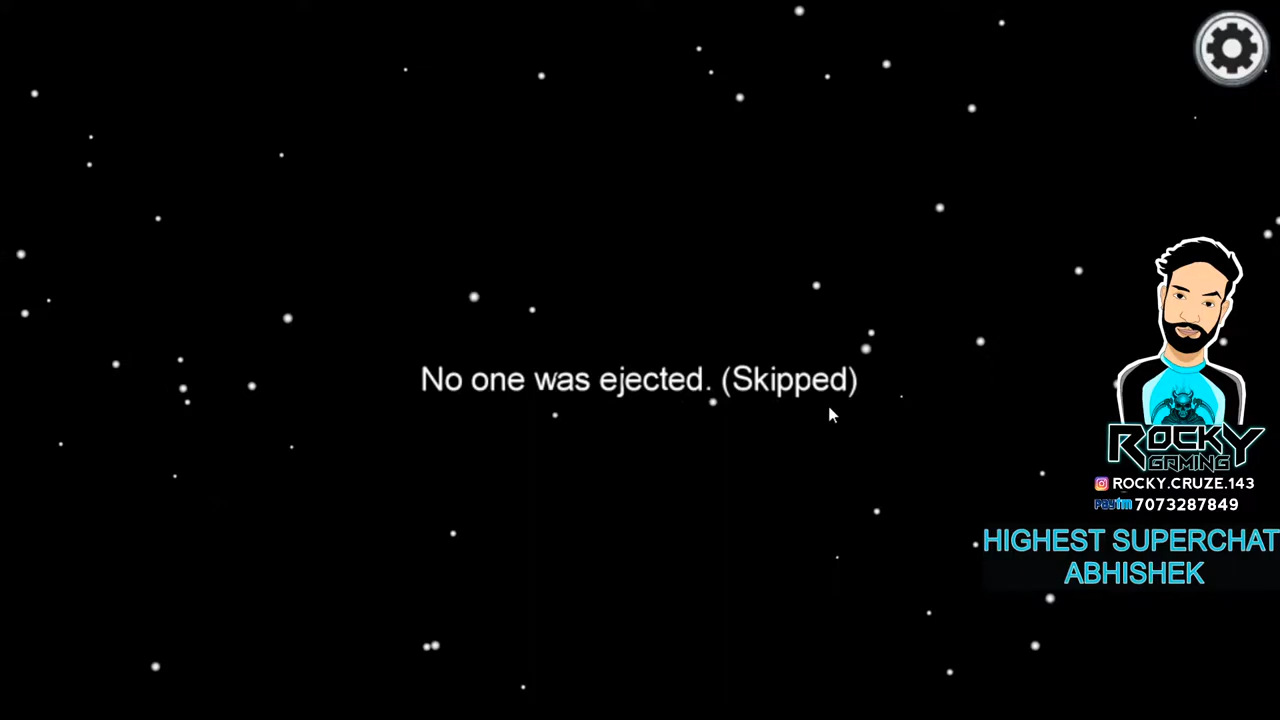 No one was ejected. (Skipped)
ROCKY
GAMING
ROCKY.CRUZE.143
paytm 7073287849
HIGHEST SUPERCHAT
ABHISHEK